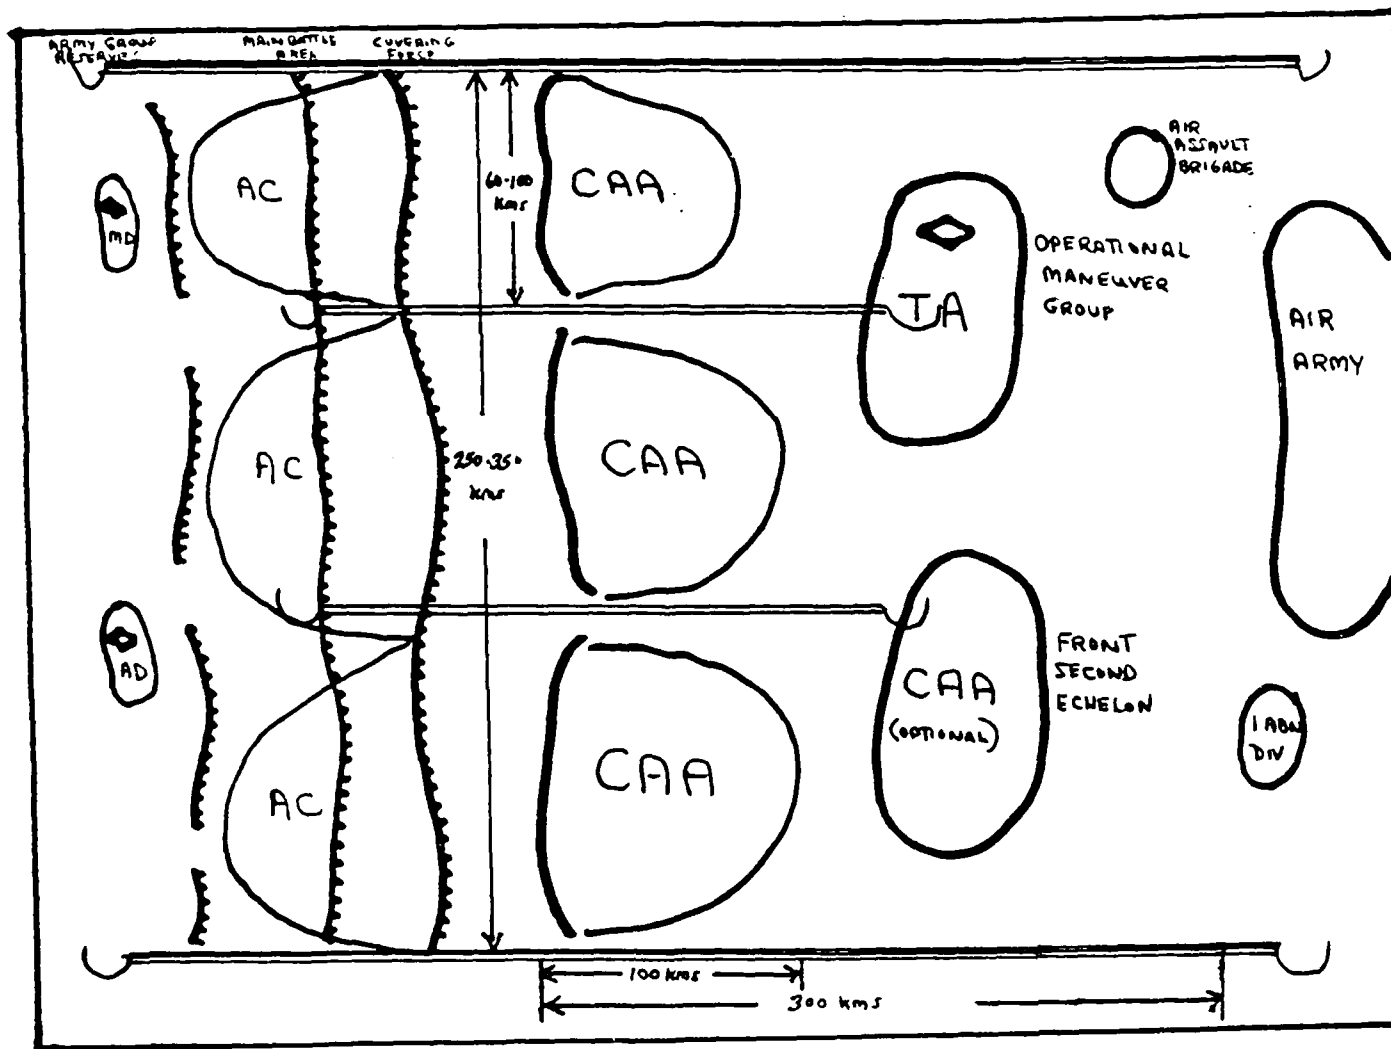 ARMY GROUP
RESERVES
MAIN BATTLE
AREA
COVERING
FORCE
AC
60-100
kms
CAA
AIR
ASSAULT
BRIGADE
MD
OPERATIONAL
MANEUVER
GROUP
TA
AIR
ARMY
AC
250-350
kms
CAA
AD
AC
CAA
CAA
(OPTIONAL)
FRONT
SECOND
ECHELON
1 ABN
DIV
100 kms
300 kms